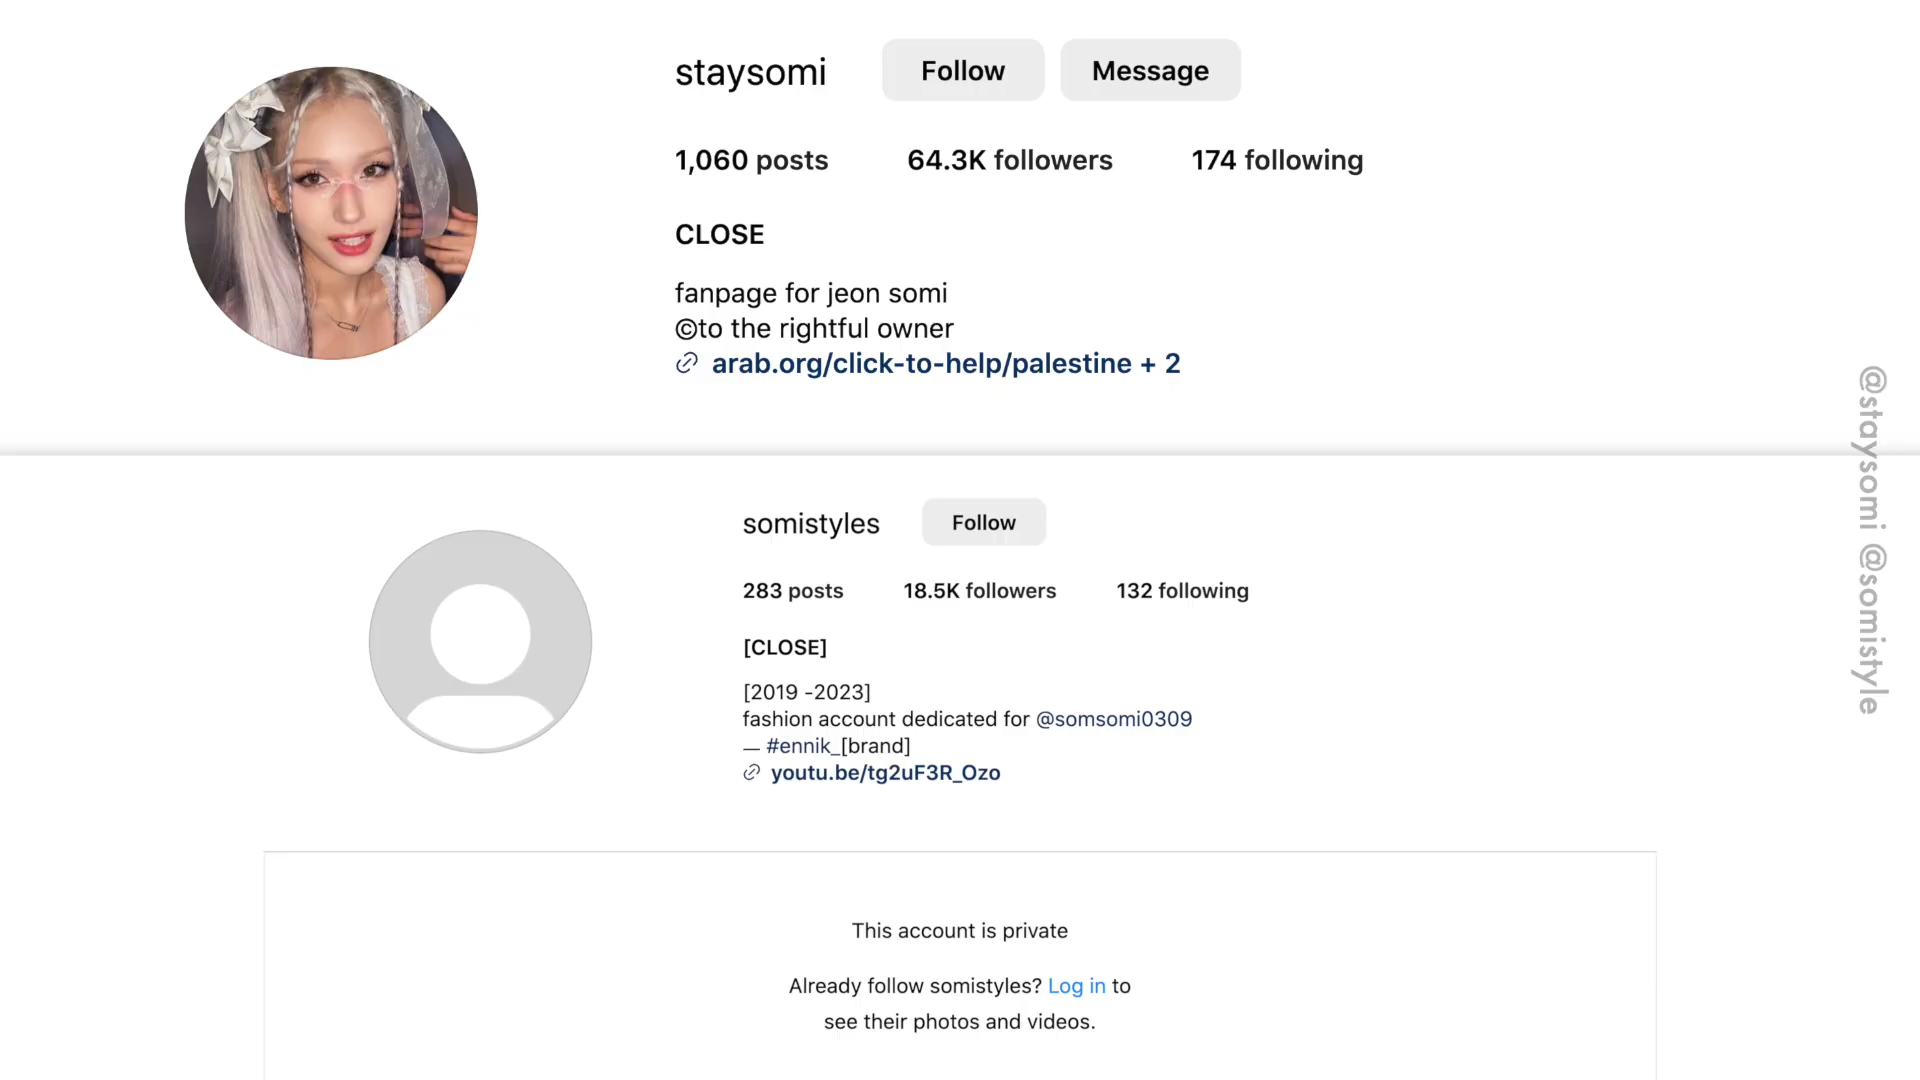 staysomi
Follow
Message
1,060 posts
64.3K followers
174 following
CLOSE
fanpage for jeon somi
©to the rightful owner
arab.org/click-to-help/palestine + 2
somistyles
Follow
283 posts
18.5K followers
132 following
[CLOSE]
[2019 -2023]
fashion account dedicated for @somsomi0309
— #ennik_[brand]
youtu.be/tg2uF3R_Ozo
This account is private
Already follow somistyles? Log in to
see their photos and videos.
@staysomi @somistyle